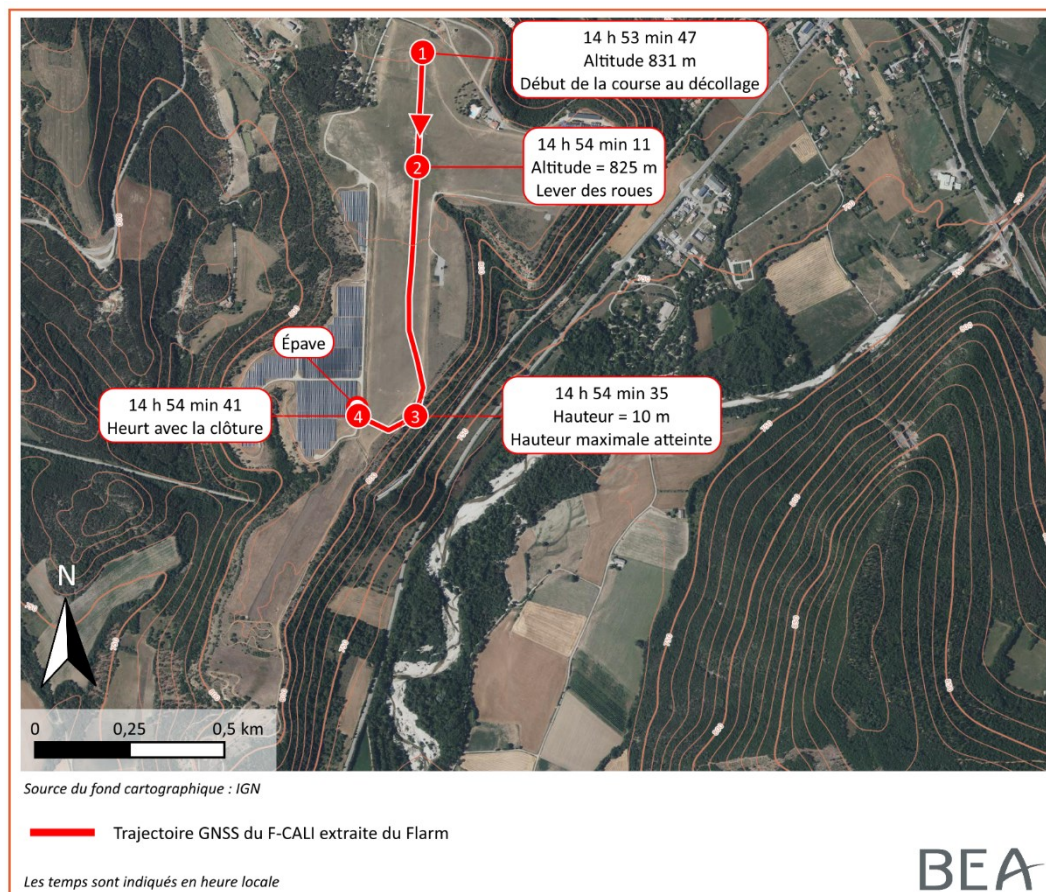 14 h 53 min 47
Altitude 831 m
Début de la course au décollage
1
14 h 54 min 11
Altitude = 825 m
Lever des roues
2
Épave
14 h 54 min 41
Heurt avec la clôture
4
3
14 h 54 min 35
Hauteur = 10 m
Hauteur maximale atteinte
N
0 0,25 0,5 km
Source du fond cartographique : IGN
Trajectoire GNSS du F-CALI extraite du Flarm
Les temps sont indiqués en heure locale
BEA